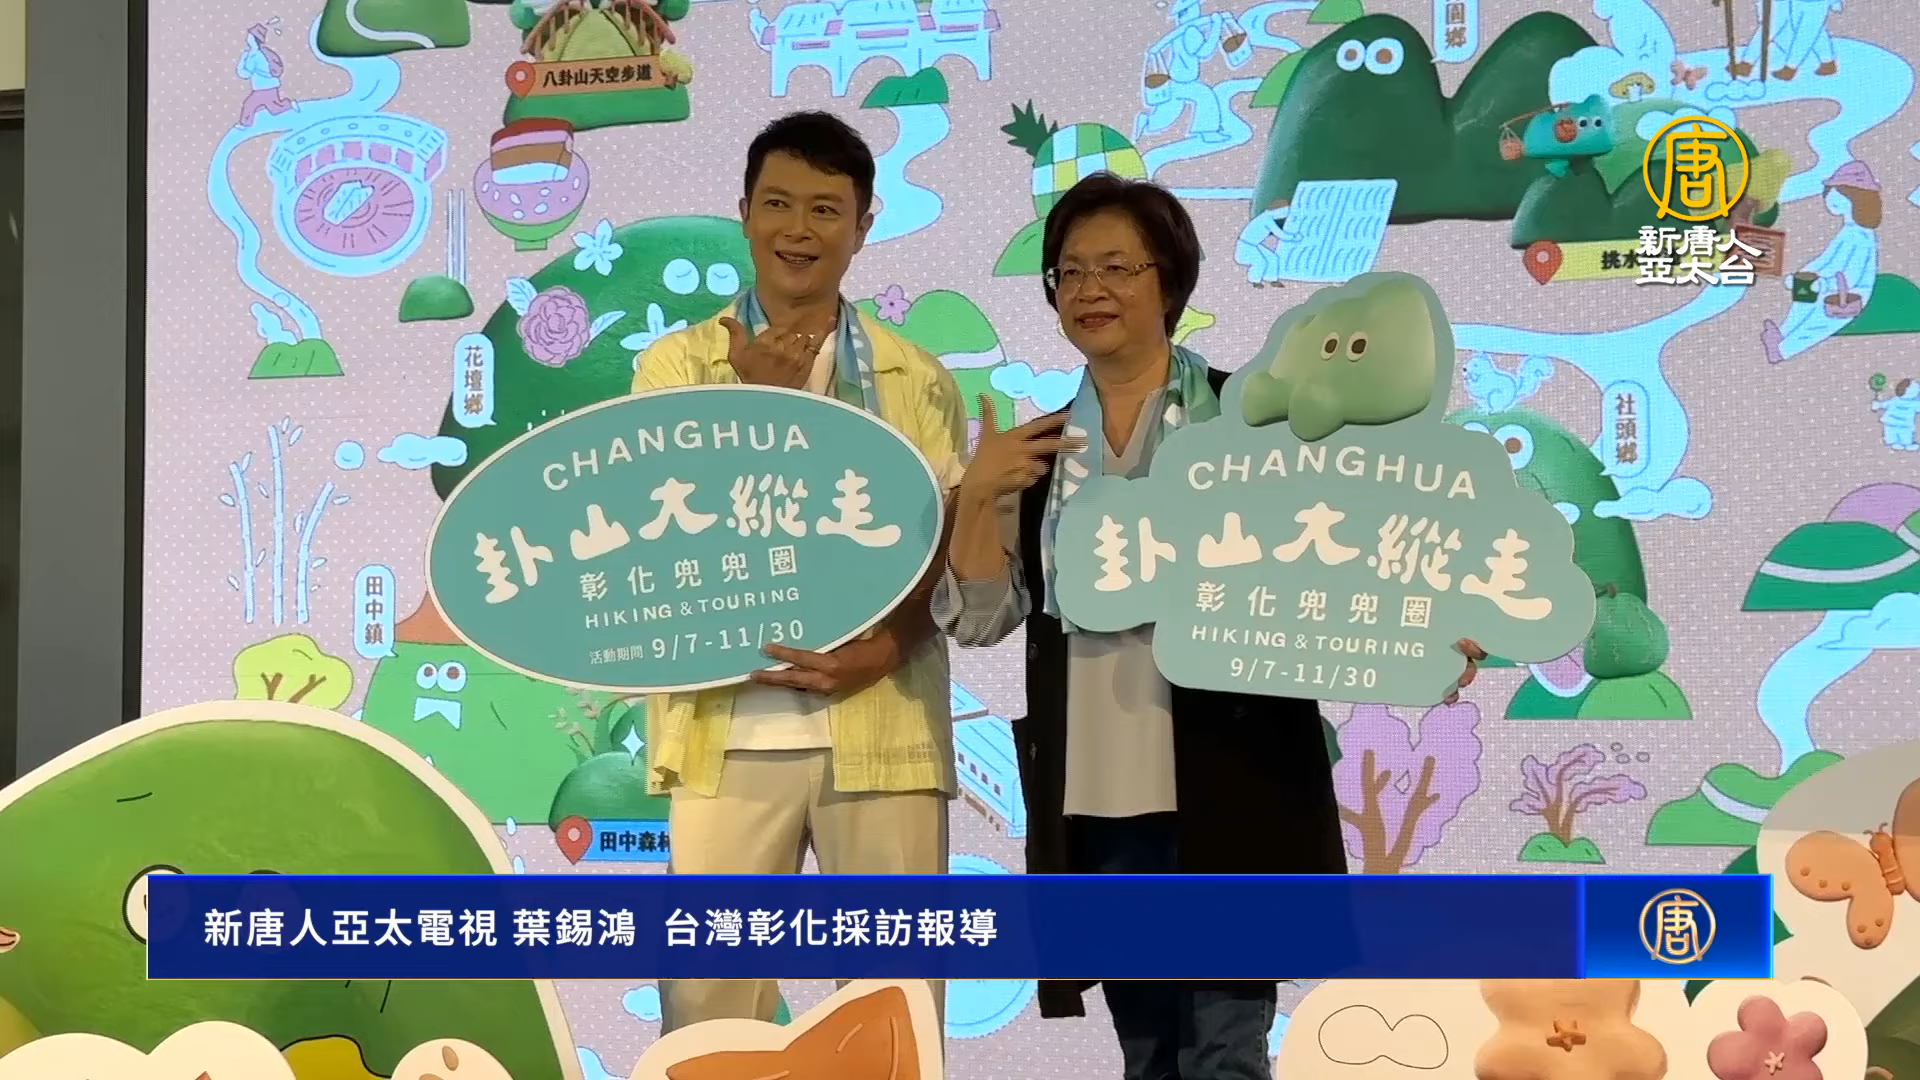 八卦山天空步道
園鄉
唐
新唐人
亞太台
挑水
花壇鄉
社頭鄉
田中鎮
CHANGHUA
卦山大縱走
彰化兜兜圈
HIKING & TOURING
活動期間 9/7-11/30
CHANGHUA
卦山大縱走
彰化兜兜圈
HIKING & TOURING
9/7-11/30
田中森林
新唐人亞太電視 葉錫鴻 台灣彰化採訪報導
唐